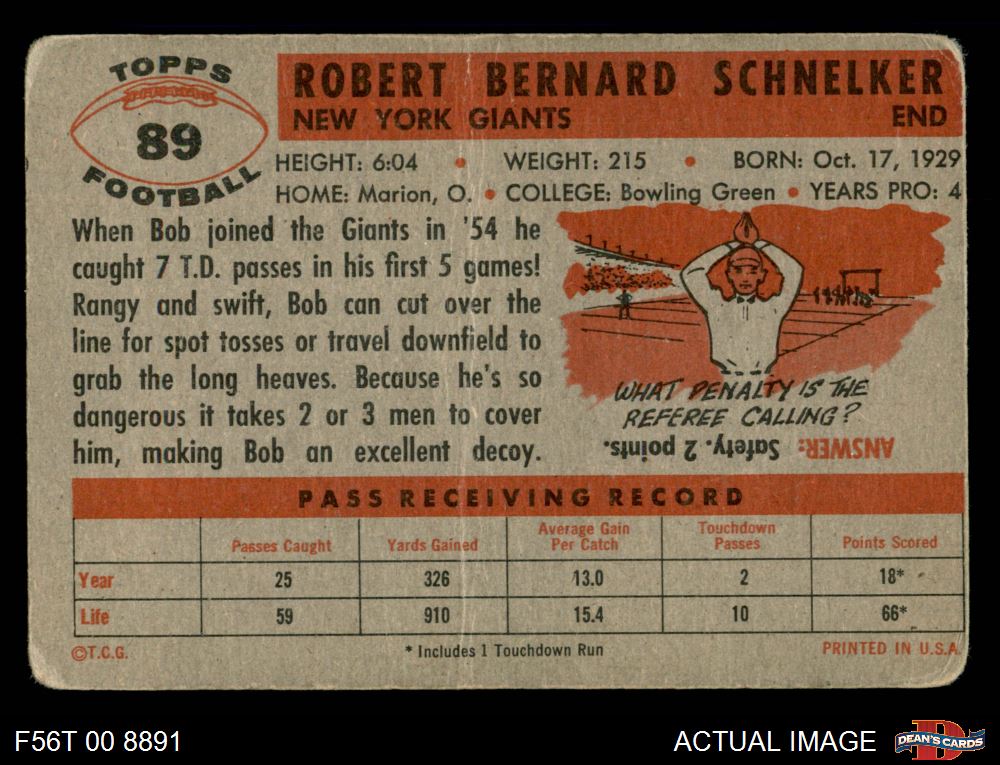 TOPPS
89
FOOTBALL
ROBERT BERNARD SCHNELKER
NEW YORK GIANTS END
HEIGHT: 6:04 • WEIGHT: 215 • BORN: Oct. 17, 1929
HOME: Marion, O. • COLLEGE: Bowling Green • YEARS PRO: 4
When Bob joined the Giants in '54 he
caught 7 T.D. passes in his first 5 games!
Rangy and swift, Bob can cut over the
line for spot tosses or travel downfield to
grab the long heaves. Because he's so
dangerous it takes 2 or 3 men to cover
him, making Bob an excellent decoy.
WHAT PENALTY IS THE
REFEREE CALLING?
ANSWER: Safety. 2 points.
PASS RECEIVING RECORD
Passes Caught Yards Gained Average Gain Per Catch Touchdown Passes Points Scored
Year 25 326 13.0 2 18*
Life 59 910 15.4 10 66*
©T.C.G. * Includes 1 Touchdown Run PRINTED IN U.S.A.
F56T 00 8891 ACTUAL IMAGE DEAN'S CARDS